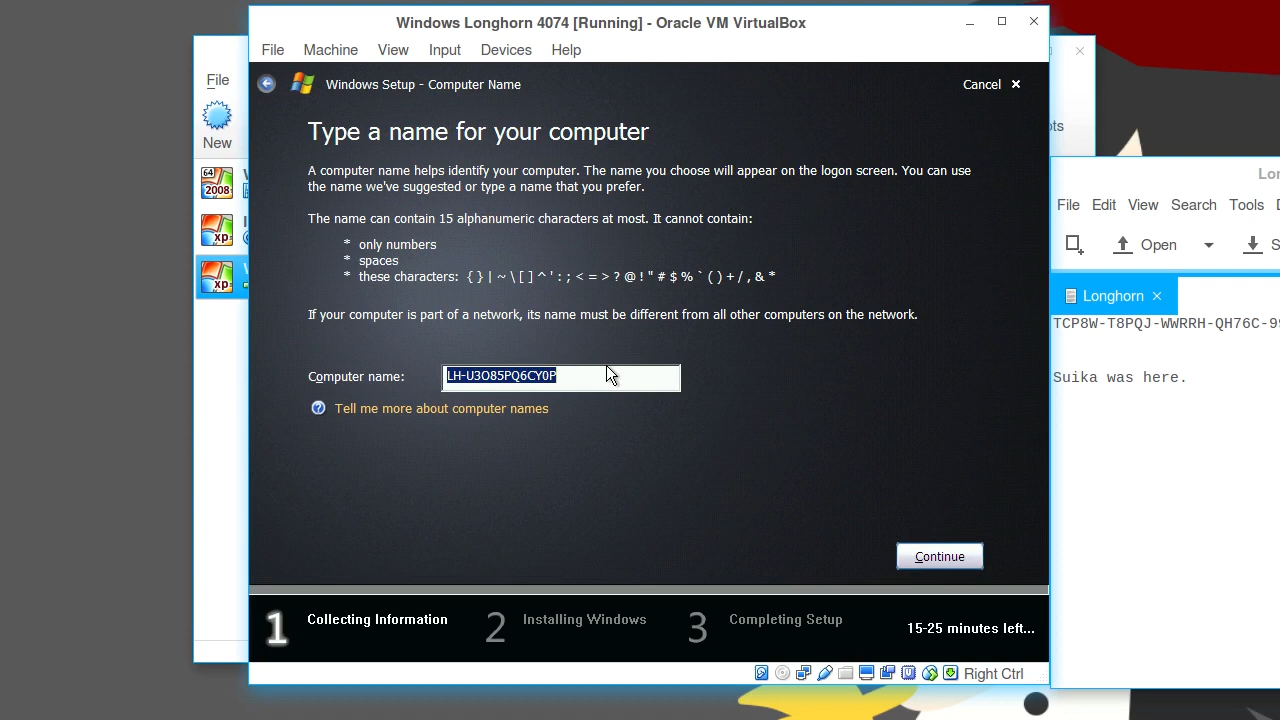 Windows Longhorn 4074 [Running] - Oracle VM VirtualBox
File Machine View Input Devices Help
Windows Setup - Computer Name
Cancel
Type a name for your computer
A computer name helps identify your computer. The name you choose will appear on the logon screen. You can use
the name we've suggested or type a name that you prefer.
The name can contain 15 alphanumeric characters at most. It cannot contain:
* only numbers
* spaces
* these characters: { } | ~ \ [ ] ^ ' : ; < = > ? @ ! " # $ % ` ( ) + / , & *
If your computer is part of a network, its name must be different from all other computers on the network.
Computer name:
LH-U3O85PQ6CY0P
Tell me more about computer names
Continue
1 Collecting Information
2 Installing Windows
3 Completing Setup
15-25 minutes left...
Right Ctrl
File
New
64
2008
xp
xp
File Edit View Search Tools
Open
Longhorn
TCP8W-T8PQJ-WWRRH-QH76C-9
Suika was here.